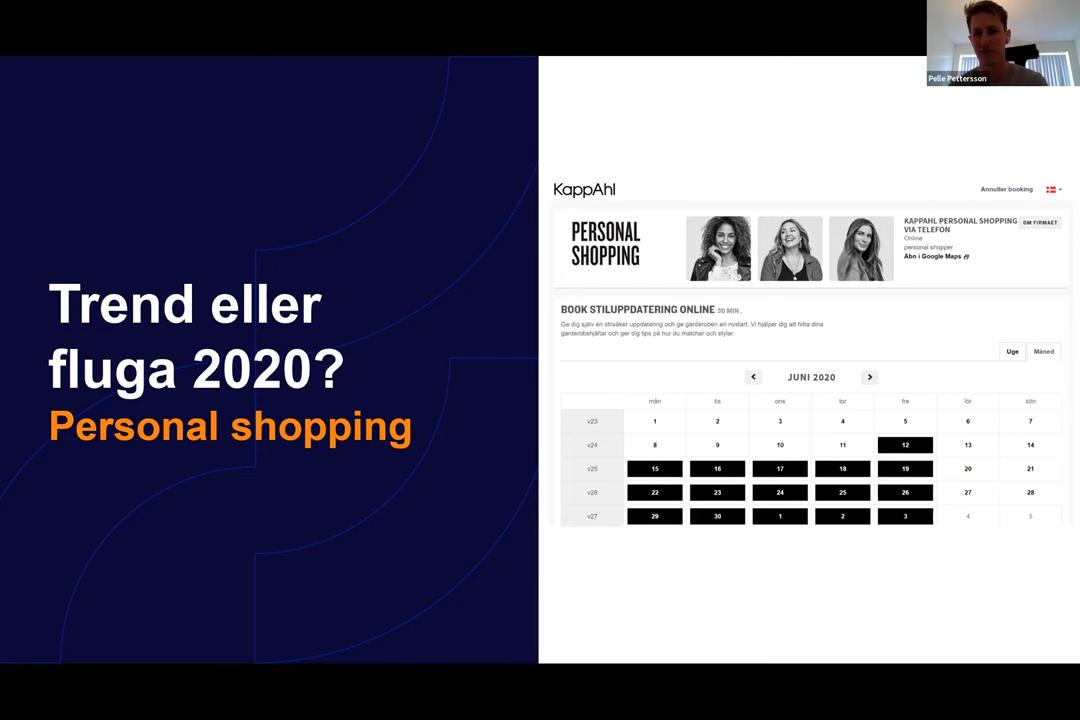 Pelle Pettersson
Trend eller
fluga 2020?
Personal shopping
KappAhl
Annuller booking
PERSONAL
SHOPPING
KAPPAHL PERSONAL SHOPPING
VIA TELEFON
OM FIRMAET
Online
personal shopper
Åbn i Google Maps
BOOK STILUPPDATERING ONLINE 30 MIN .
Ge dig själv en stilsäker uppdatering och ge garderoben en nystart. Vi hjälper dig att hitta dina
garderobshjältar och ger dig tips på hur du matchar och stylar.
Uge Måned
JUNI 2020
mån tis ons tor fre lör sön
v23 1 2 3 4 5 6 7
v24 8 9 10 11 12 13 14
v25 15 16 17 18 19 20 21
v26 22 23 24 25 26 27 28
v27 29 30 1 2 3 4 5